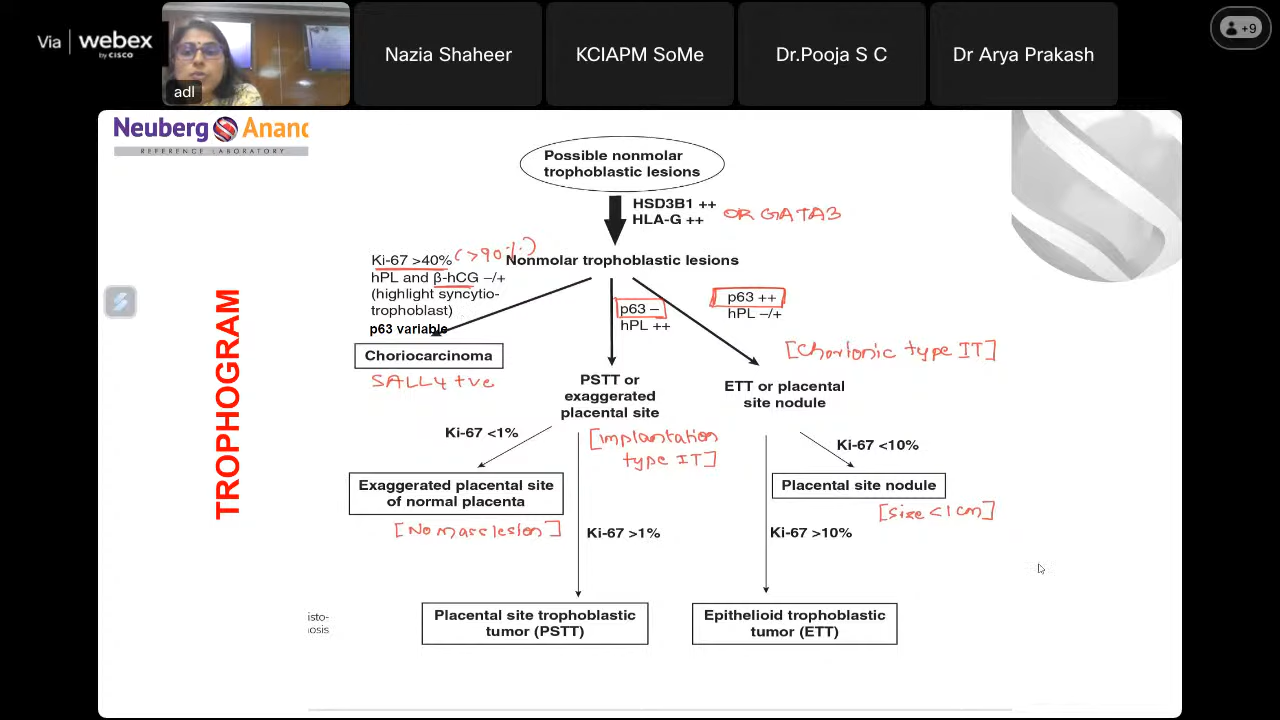 Via webex
by CISCO
adl
Nazia Shaheer
KCIAPM SoMe
Dr.Pooja S C
Dr Arya Prakash
+9
Neuberg Anand
REFERENCE LABORATORY
TROPHOGRAM
Possible nonmolar
trophoblastic lesions
HSD3B1 ++
HLA-G ++
OR GATA3
Nonmolar trophoblastic lesions
Ki-67 >40% (>90%)
hPL and β-hCG –/+
(highlight syncytio-
trophoblast)
p63 variable
Choriocarcinoma
SALL4 +ve
p63 –
hPL ++
p63 ++
hPL –/+
[Chorionic type IT]
PSTT or
exaggerated
placental site
[implantation
type IT]
ETT or placental
site nodule
Ki-67 <1%
Exaggerated placental site
of normal placenta
[No mass lesion]
Ki-67 >1%
Placental site trophoblastic
tumor (PSTT)
Ki-67 <10%
Placental site nodule
[size <1cm]
Ki-67 >10%
Epithelioid trophoblastic
tumor (ETT)
isto-
nosis